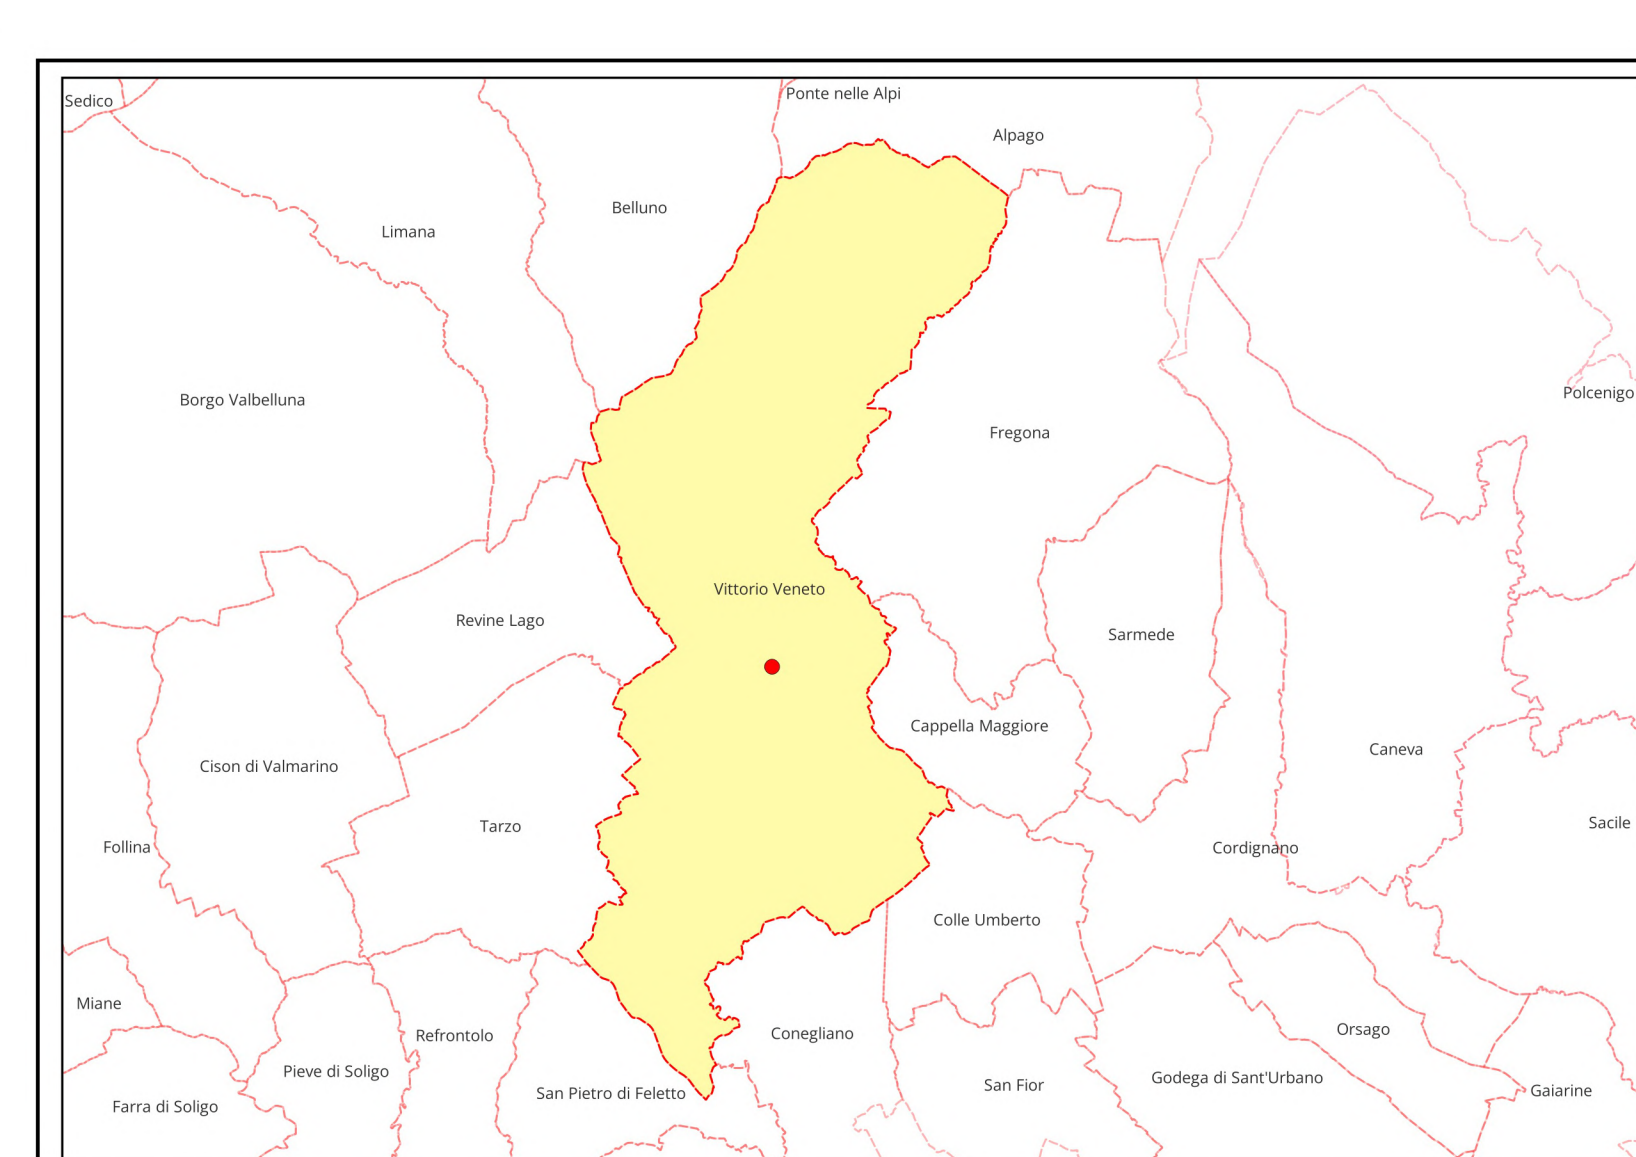 Sedico
Ponte nelle Alpi
Alpago
Belluno
Limana
Polcenigo
Borgo Valbelluna
Fregona
Vittorio Veneto
Revine Lago
Sarmede
Cappella Maggiore
Caneva
Cison di Valmarino
Sacile
Tarzo
Follina
Cordignano
Colle Umberto
Miane
Orsago
Conegliano
Refrontolo
Pieve di Soligo
Godega di Sant'Urbano
San Fior
Gaiarine
San Pietro di Feletto
Farra di Soligo